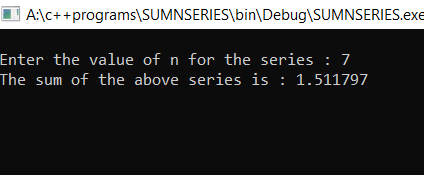 A:\c++programs\SUMNSERIES\bin\Debug\SUMNSERIES.exe
Enter the value of n for the series : 7
The sum of the above series is : 1.511797